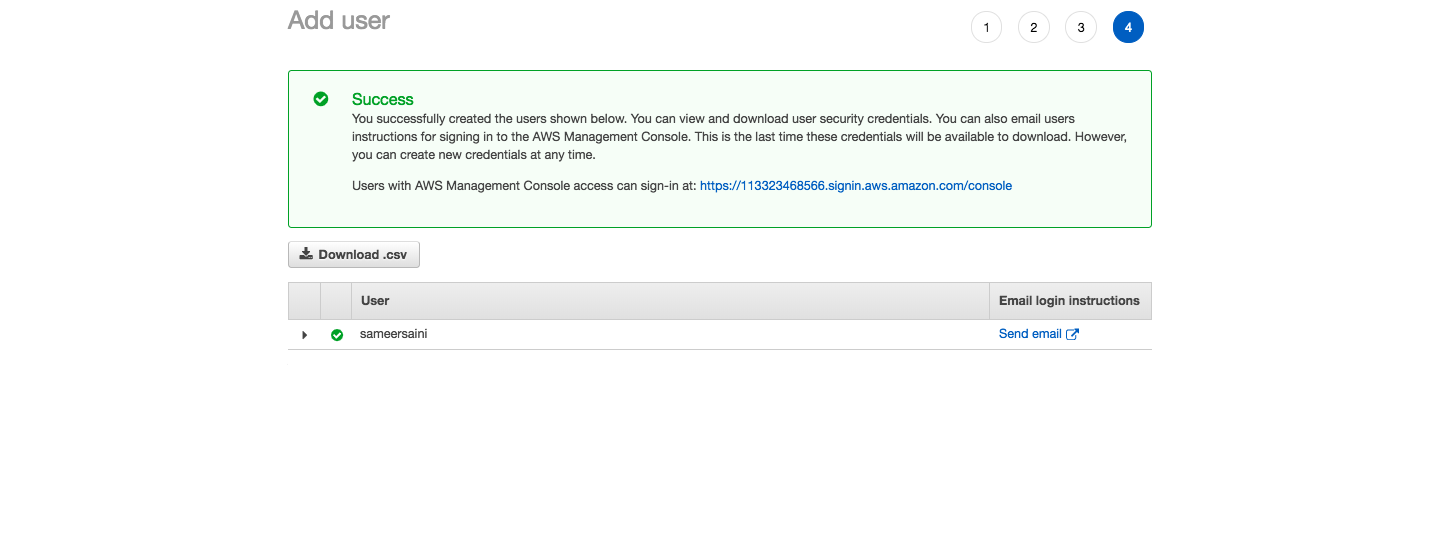 Add user
1 2 3 4
Success
You successfully created the users shown below. You can view and download user security credentials. You can also email users
instructions for signing in to the AWS Management Console. This is the last time these credentials will be available to download. However,
you can create new credentials at any time.
Users with AWS Management Console access can sign-in at: https://113323468566.signin.aws.amazon.com/console
Download .csv
User Email login instructions
sameersaini Send email